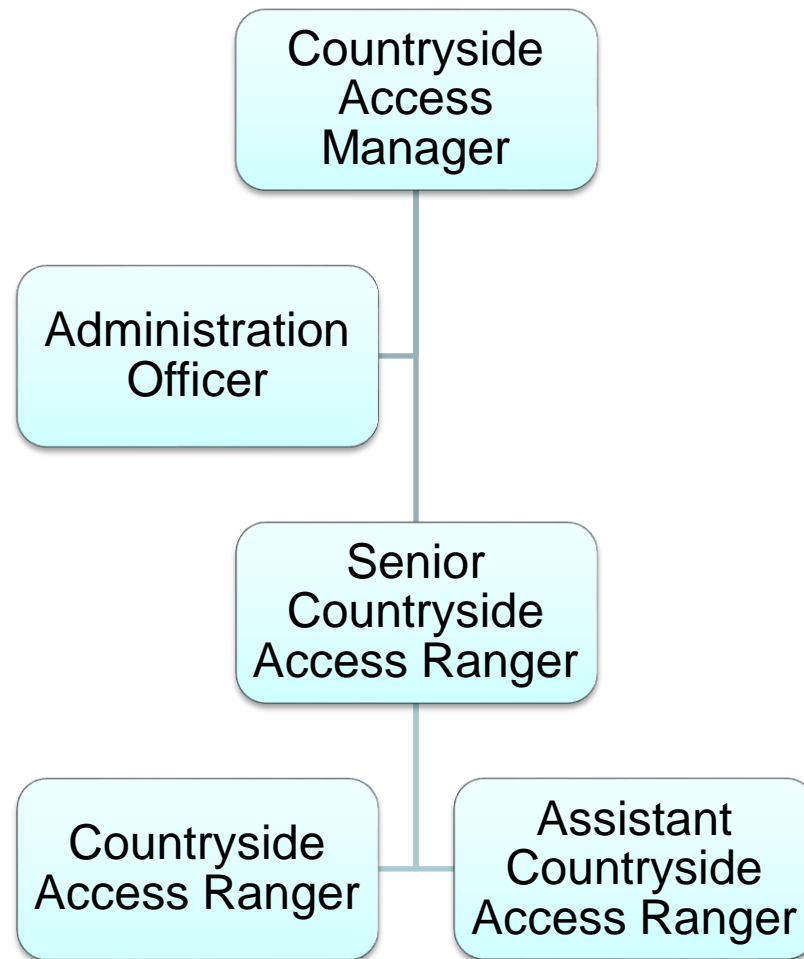 Countryside
Access
Manager
Administration
Officer
Senior
Countryside
Access Ranger
Countryside
Access Ranger
Assistant
Countryside
Access Ranger